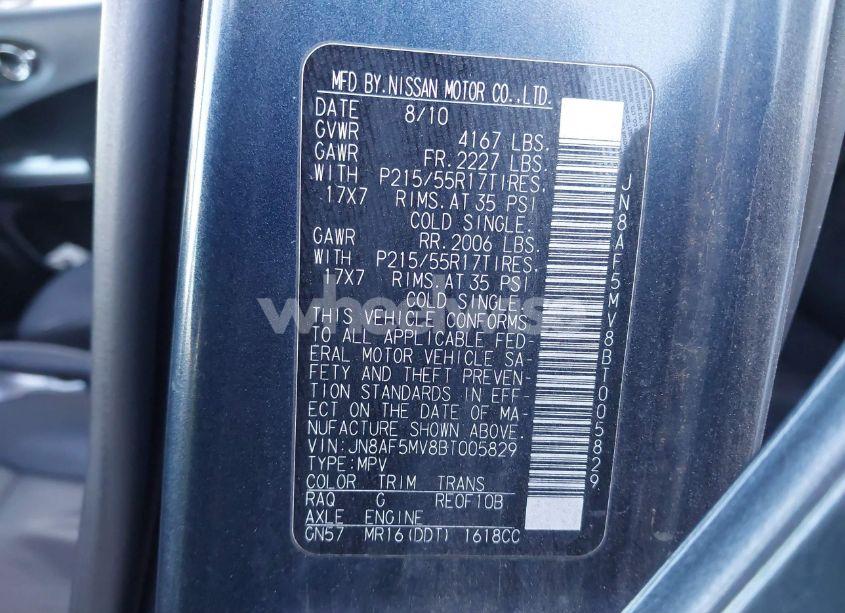 MFD BY.NISSAN MOTOR CO.,LTD.
DATE 8/10
GVWR 4167 LBS.
GAWR FR. 2227 LBS.
WITH P215/55R17TIRES.
17X7 RIMS. AT 35 PSI
COLD SINGLE.
GAWR RR. 2006 LBS.
WITH P215/55R17TIRES.
17X7 RIMS. AT 35 PSI
COLD SINGLE.
THIS VEHICLE CONFORMS
TO ALL APPLICABLE FED-
ERAL MOTOR VEHICLE SA-
FETY AND THEFT PREVEN-
TION STANDARDS IN EFF-
ECT ON THE DATE OF MA-
NUFACTURE SHOWN ABOVE.
VIN:JN8AF5MV8BT005829
TYPE:MPV
COLOR TRIM TRANS
RAQ G RE0F10B
AXLE ENGINE
GN57 MR16(DDT) 1618CC
JN8AF5MV8BT005829